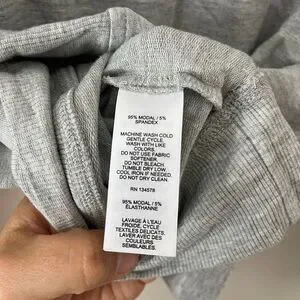 95% MODAL / 5%
SPANDEX
MACHINE WASH COLD
GENTLE CYCLE.
WASH WITH LIKE
COLORS.
DO NOT USE FABRIC
SOFTENER.
DO NOT BLEACH.
TUMBLE DRY LOW
COOL IRON IF NEEDED.
DO NOT DRY CLEAN.
RN 134578
95% MODAL / 5%
ÉLASTHANNE
LAVAGE À L'EAU
FROIDE, CYCLE
TEXTILES DÉLICATS.
LAVER AVEC DES
COULEURS
SEMBLABLES.